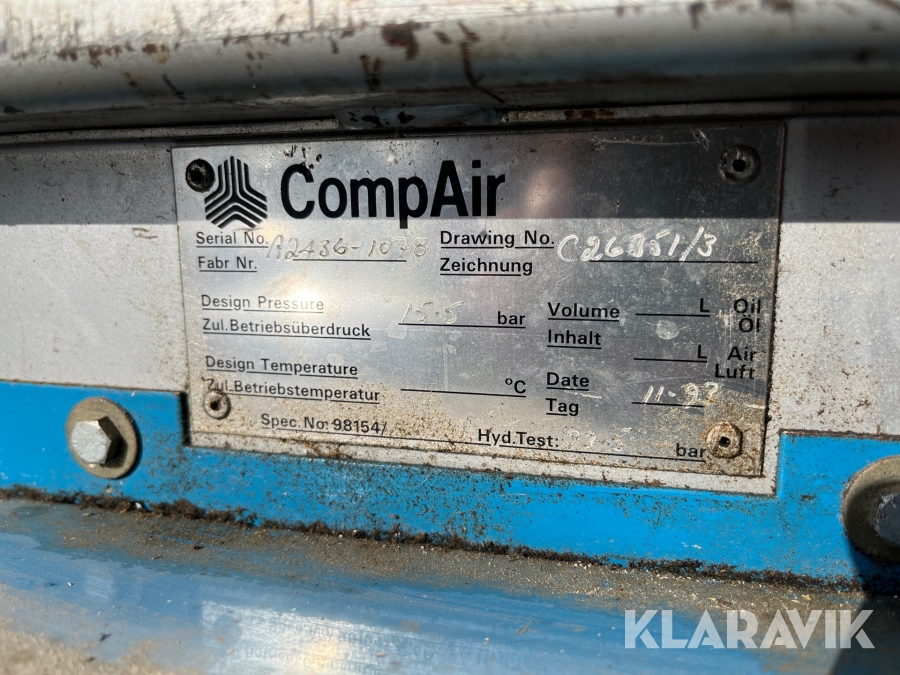 CompAir
Serial No. A2436-1078 Drawing No. C26351/3
Fabr Nr. Zeichnung
Design Pressure 15.5 bar Volume L Oil
Zul.Betriebsüberdruck Inhalt Öl
L Air
Design Temperature °C Date 11-97 Luft
Zul.Betriebstemperatur Tag
Spec.No.98154/ Hyd.Test: bar
KLARAVIK